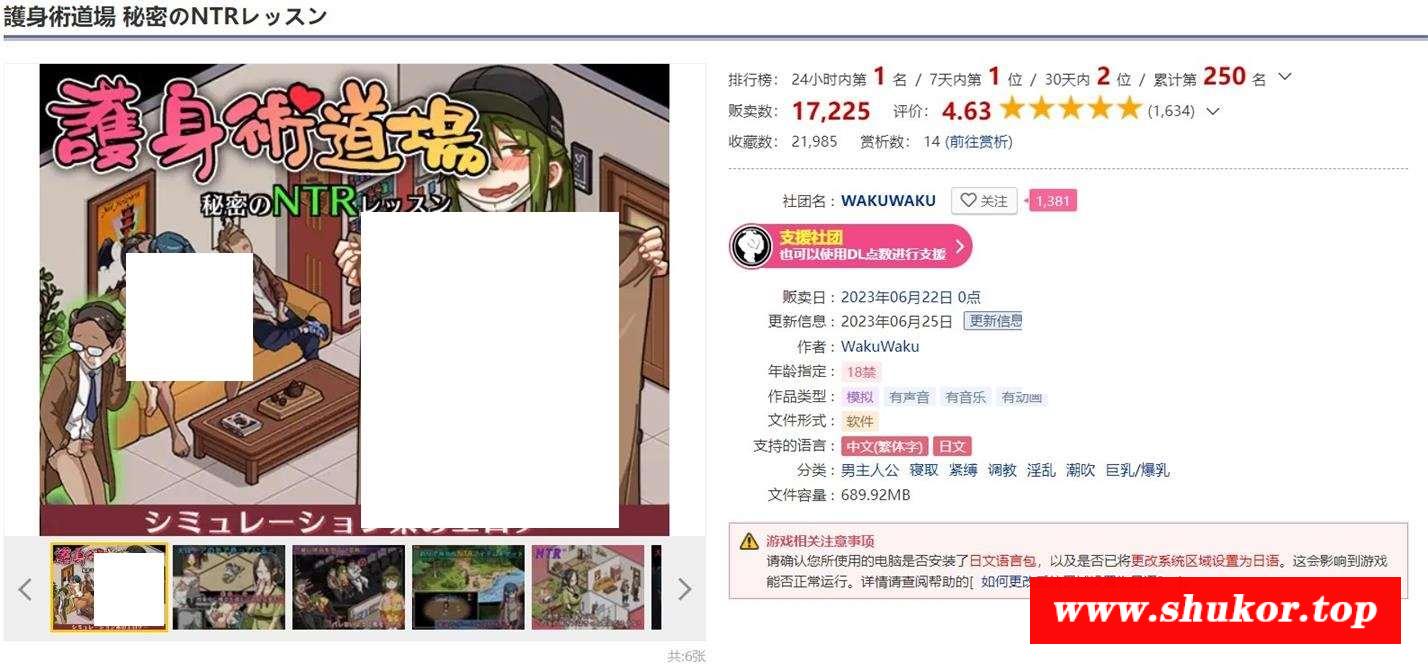 護身術道場 秘密のNTRレッスン
護身術道場
秘密のNTRレッスン
排行榜： 24小时内第 1 名 / 7天内第 1 位 / 30天内 2 位 / 累计第 250 名
贩卖数： 17,225 评价： 4.63 (1,634)
收藏数： 21,985 赏析数： 14 (前往赏析)
社团名 : WAKUWAKU 关注 1,381
支援社团
也可以使用DL点数进行支援
贩卖日 : 2023年06月22日 0点
更新信息 : 2023年06月25日 更新信息
作者 : WakuWaku
年龄指定 : 18禁
作品类型 : 模拟 有声音 有音乐 有动画
文件形式 : 软件
支持的语言 : 中文(繁体字) 日文
分类 : 男主人公 寝取 紧缚 调教 淫乱 潮吹 巨乳/爆乳
文件容量 : 689.92MB
游戏相关注意事项
请确认您所使用的电脑是否安装了日文语言包，以及是否已将更改系统区域设置为日语。这会影响到游戏
能否正常运行。详情请查阅帮助的[ 如何更改
シミュレーション
NTR
共:6张
www.shukor.top